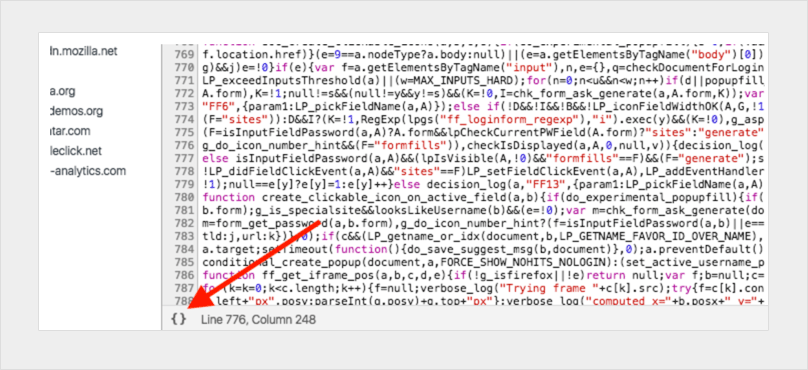 ln.mozilla.net
a.org
demos.org
tar.com
leclick.net
-analytics.com
769 f.location.href)}(e=9==a.nodeType?a.body:null)||(e=a.getElementsByTagName("body")[0])
770 g)&&j)e=!0}if(e){var f=a.getElementsByTagName("input"),n,e={},q=checkDocumentForLogin
771 LP_exceedInputsThreshold(a)||(w=MAX_INPUTS_HARD);for(n=0;n<u&&n<w;n++)if(d||popupfill
772 A.form),K=!1;null!=s&&(null!=y&&y!=s)&&(K=!0,I=chk_form_ask_generate(a,A.form,K));var
773 "FF6",{param1:LP_pickFieldName(a,A)});else if(!D&&!I&&!B&&!LP_iconFieldWidthOK(A,G,!1
774 (F="sites")):D&&I?(K=!1,RegExp(lpgs("ff_loginform_regexp"),"i").exec(y)&&(K=!0),g_asp
775 (F=isInputFieldPassword(a,A)?A.form&&lpCheckCurrentPWField(A.form)?"sites":"generate"
776 g_do_icon_number_hint&&(F="formfills")),checkIsDisplayed(a,A,0,null,v)){decision_log(
777 else isInputFieldPassword(a,A)&&(lpIsVisible(A,!0)&&"formfills"==F)&&(F="generate");s
778 !LP_didFieldClickEvent(a,A)&&"sites"==F)LP_setFieldClickEvent(a,A),LP_addEventHandler
779 !1);null==e[y]?e[y]=1:e[y]++}else decision_log(a,"FF13",{param1:LP_pickFieldName(a,A)
780 function create_clickable_icon_on_active_field(a,b){if(do_experimental_popupfill){if(
781 b.form);g_is_specialsite&&looksLikeUsername(b)&&(e=!0);var m=chk_form_ask_generate(do
782 m=form_get_password(a,b.form),g_do_icon_number_hint?(f=isInputFieldPassword(a,b)||e==
783 tld:j,url:k})},0);if(c&&(LP_getname_or_idx(document,b,LP_GETNAME_FAVOR_ID_OVER_NAME),
784 a.target;setTimeout(function(){do_save_suggest_msg(b,document)},0);a.preventDefault()
785 conditional_create_popup(document,a,FORCE_SHOW_NOHITS_NOLOGIN):(set_active_username_p
786 function ff_get_iframe_pos(a,b,c,d,e){if(!g_isfirefox||!e)return null;var f;b=null;c=
787 for(k=k=0;k<c.length;k++){f=null;verbose_log("Trying frame "+c[k].src);try{f=c[k].con
788 left+"px",posy:parseInt(g.posy)+g.top+"px"};verbose_log("computed x="+b.posx+" y="+
{} Line 776, Column 248